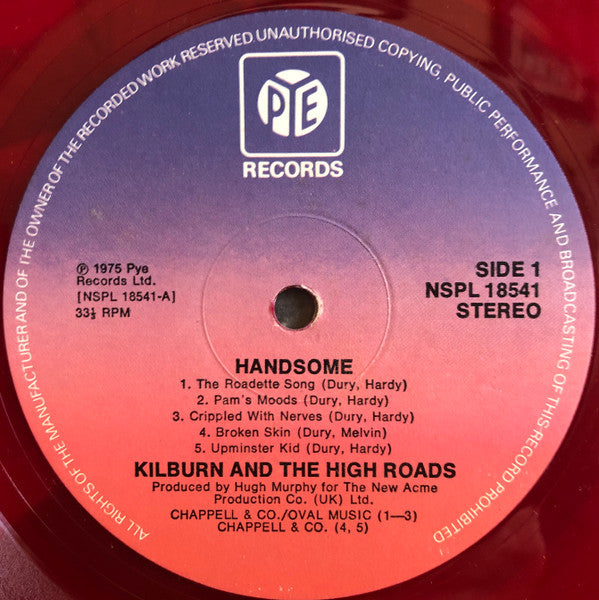 ALL RIGHTS OF THE MANUFACTURER AND OF THE OWNER OF THE RECORDED WORK RESERVED UNAUTHORISED COPYING, PUBLIC PERFORMANCE AND BROADCASTING OF THIS RECORD PROHIBITED
PYE
RECORDS
℗ 1975 Pye
Records Ltd.
[NSPL 18541-A]
33⅓ RPM
SIDE 1
NSPL 18541
STEREO
HANDSOME
1. The Roadette Song (Dury, Hardy)
2. Pam's Moods (Dury, Hardy)
3. Crippled With Nerves (Dury, Hardy)
4. Broken Skin (Dury, Melvin)
5. Upminster Kid (Dury, Hardy)
KILBURN AND THE HIGH ROADS
Produced by Hugh Murphy for The New Acme
Production Co. (UK) Ltd.
CHAPPELL & CO./OVAL MUSIC (1—3)
CHAPPELL & CO. (4, 5)